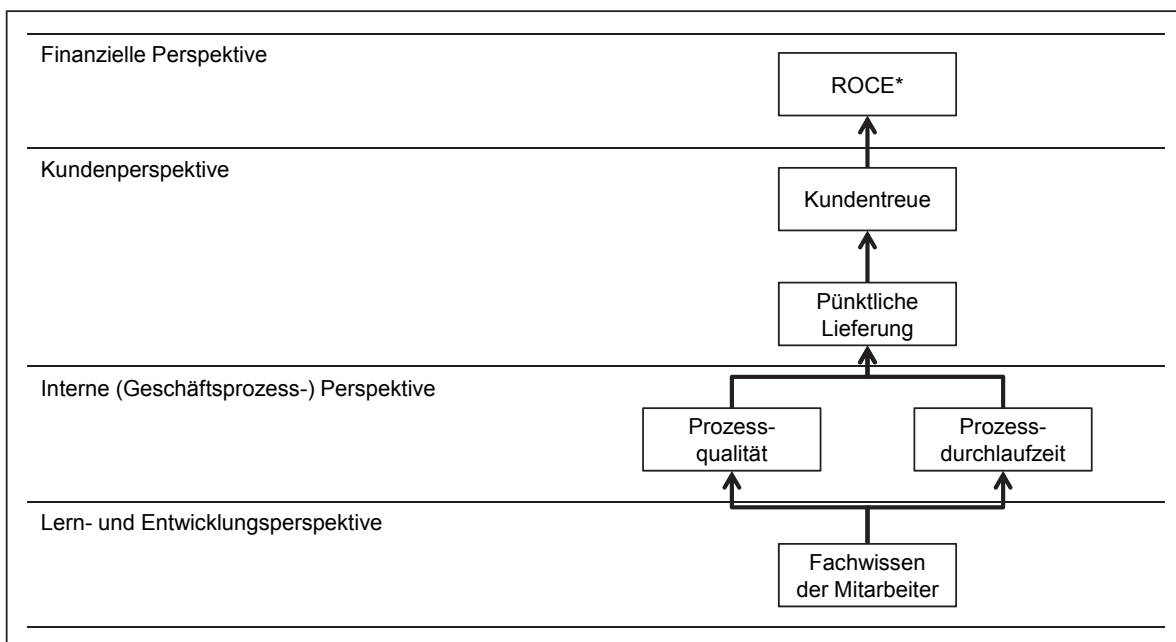 Finanzielle Perspektive
ROCE*
Kundenperspektive
Kundentreue
Pünktliche
Lieferung
Interne (Geschäftsprozess-) Perspektive
Prozess-
qualität
Prozess-
durchlaufzeit
Lern- und Entwicklungsperspektive
Fachwissen
der Mitarbeiter